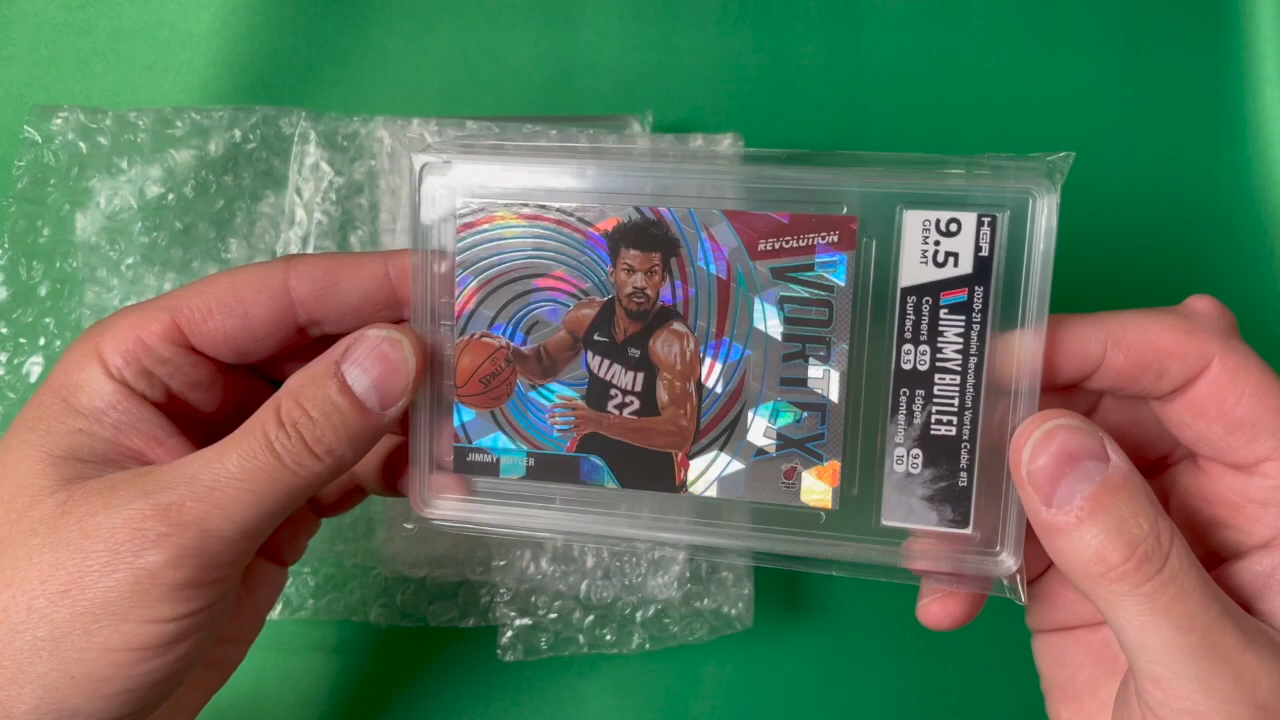 REVOLUTION
VORTEX
MIAMI
22
SPALDING
JIMMY BUTLER
HGA
9.5
GEM MT
2020-21 Panini Revolution Vortex Cubic #13
JIMMY BUTLER
Corners 9.0 Edges 9.0
Surface 9.5 Centering 10